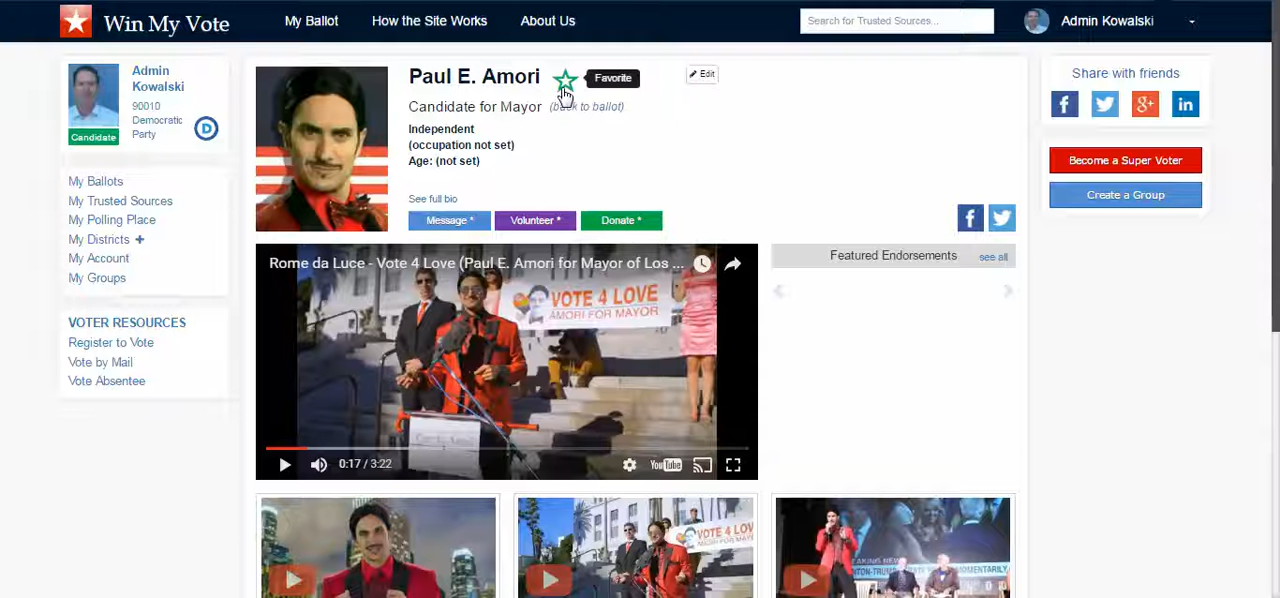 Win My Vote
My Ballot
How the Site Works
About Us
Search for Trusted Sources ..
Admin Kowalski
Admin
Kowalski
90010
Democratic
Party
D
Candidate
My Ballots
My Trusted Sources
My Polling Place
My Districts +
My Account
My Groups
VOTER RESOURCES
Register to Vote
Vote by Mail
Vote Absentee
Paul E. Amori
Favorite
Edit
Candidate for Mayor (back to ballot)
Independent
(occupation not set)
Age: (not set)
See full bio
Message *
Volunteer *
Donate *
Rome da Luce - Vote 4 Love (Paul E. Amori for Mayor of Los ...
VOTE 4 LOVE
AMORI FOR MAYOR
0:17 / 3:22
YouTube
Featured Endorsements
see all
VOTE 4 LOV
Share with friends
f
g+
in
Become a Super Voter
Create a Group